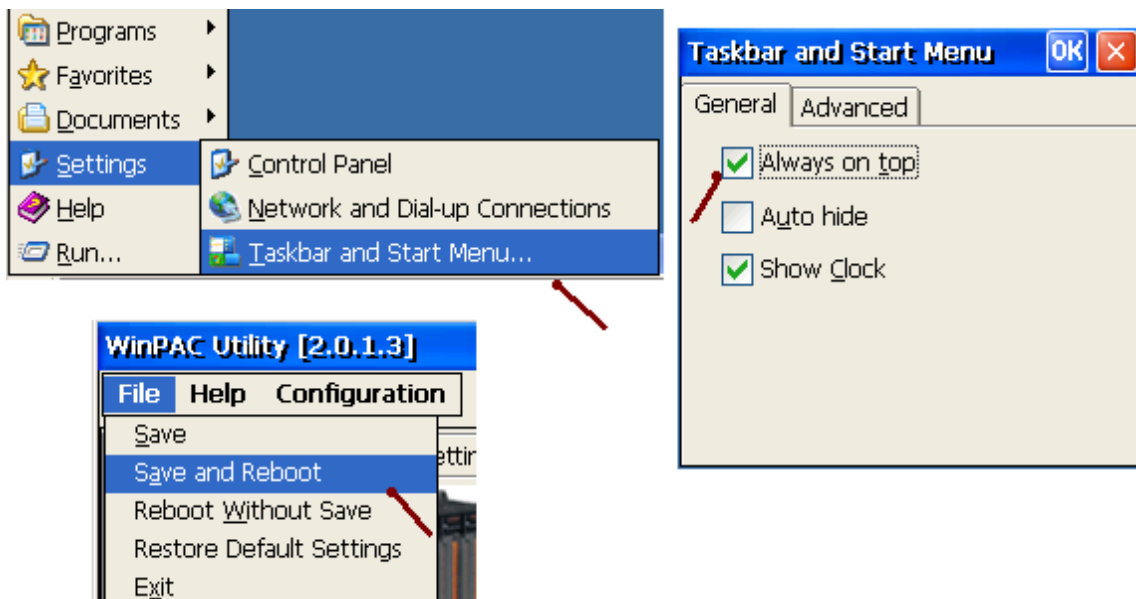 Programs
Favorites
Documents
Settings
Help
Run...
Control Panel
Network and Dial-up Connections
Taskbar and Start Menu...
Taskbar and Start Menu OK
General Advanced
Always on top
Auto hide
Show Clock
WinPAC Utility [2.0.1.3]
File Help Configuration
Save
Save and Reboot
Reboot Without Save
Restore Default Settings
Exit